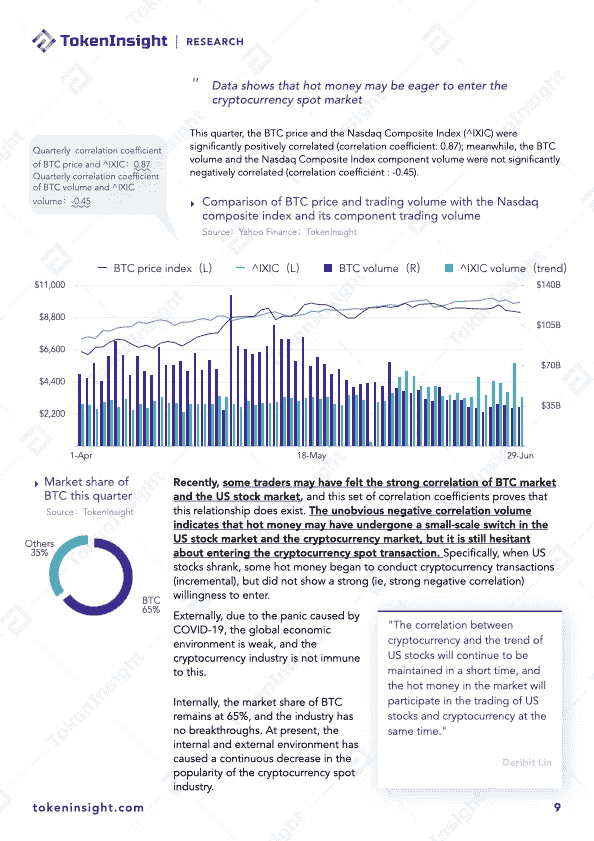 TokenInsight | RESEARCH
" Data shows that hot money may be eager to enter the
cryptocurrency spot market
Quarterly correlation coefficient
of BTC price and ^IXIC: 0.87
Quarterly correlation coefficient
of BTC volume and ^IXIC
volume: -0.45
This quarter, the BTC price and the Nasdaq Composite Index (^IXIC) were
significantly positively correlated (correlation coefficient: 0.87); meanwhile, the BTC
volume and the Nasdaq Composite Index component volume were not significantly
negatively correlated (correlation coefficient : -0.45).
Comparison of BTC price and trading volume with the Nasdaq
composite index and its component trading volume
Source: Yahoo Finance; TokenInsight
BTC price index (L) ^IXIC (L) BTC volume (R) ^IXIC volume (trend)
$11,000
$8,800
$6,600
$4,400
$2,200
$140B
$105B
$70B
$35B
1-Apr 18-May 29-Jun
Market share of
BTC this quarter
Source: TokenInsight
Others
35%
BTC
65%
Recently, some traders may have felt the strong correlation of BTC market
and the US stock market, and this set of correlation coefficients proves that
this relationship does exist. The unobvious negative correlation volume
indicates that hot money may have undergone a small-scale switch in the
US stock market and the cryptocurrency market, but it is still hesitant
about entering the cryptocurrency spot transaction. Specifically, when US
stocks shrank, some hot money began to conduct cryptocurrency transactions
(incremental), but did not show a strong (ie, strong negative correlation)
willingness to enter.
Externally, due to the panic caused by
COVID-19, the global economic
environment is weak, and the
cryptocurrency industry is not immune
to this.
Internally, the market share of BTC
remains at 65%, and the industry has
no breakthroughs. At present, the
internal and external environment has
caused a continuous decrease in the
popularity of the cryptocurrency spot
industry.
"The correlation between
cryptocurrency and the trend of
US stocks will continue to be
maintained in a short time, and
the hot money in the market will
participate in the trading of US
stocks and cryptocurrency at the
same time."
Deribit Lin
tokeninsight.com
9